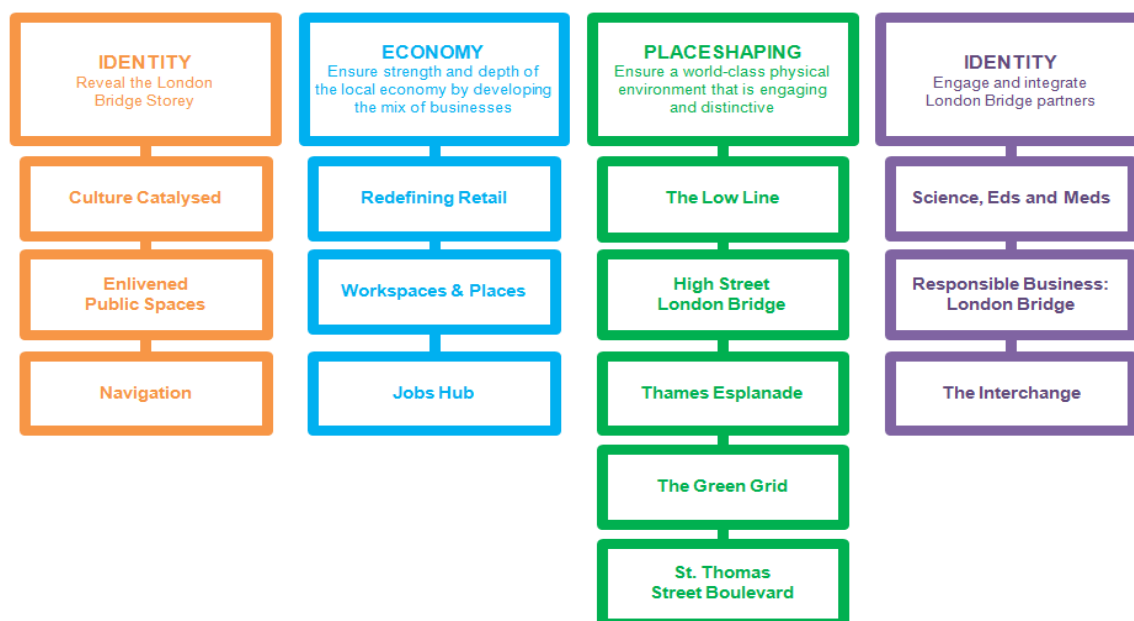 IDENTITY
Reveal the London
Bridge Storey
Culture Catalysed
Enlivened
Public Spaces
Navigation
ECONOMY
Ensure strength and depth of
the local economy by developing
the mix of businesses
Redefining Retail
Workspaces & Places
Jobs Hub
PLACESHAPING
Ensure a world-class physical
environment that is engaging
and distinctive
The Low Line
High Street
London Bridge
Thames Esplanade
The Green Grid
St. Thomas
Street Boulevard
IDENTITY
Engage and integrate
London Bridge partners
Science, Eds and Meds
Responsible Business:
London Bridge
The Interchange